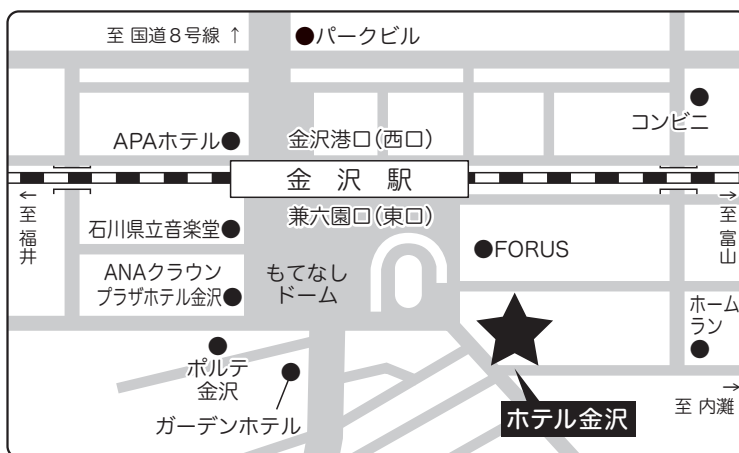 至 国道8号線 ↑
●パークビル
コンビニ
APAホテル●
金沢港口(西口)
金 沢 駅
兼六園口(東口)
←至 福井
→至 富山
石川県立音楽堂●
●FORUS
ANAクラウン
プラザホテル金沢●
もてなし
ドーム
ホーム
ラン
ポルテ
金沢
ガーデンホテル
ホテル金沢
→
至 内灘